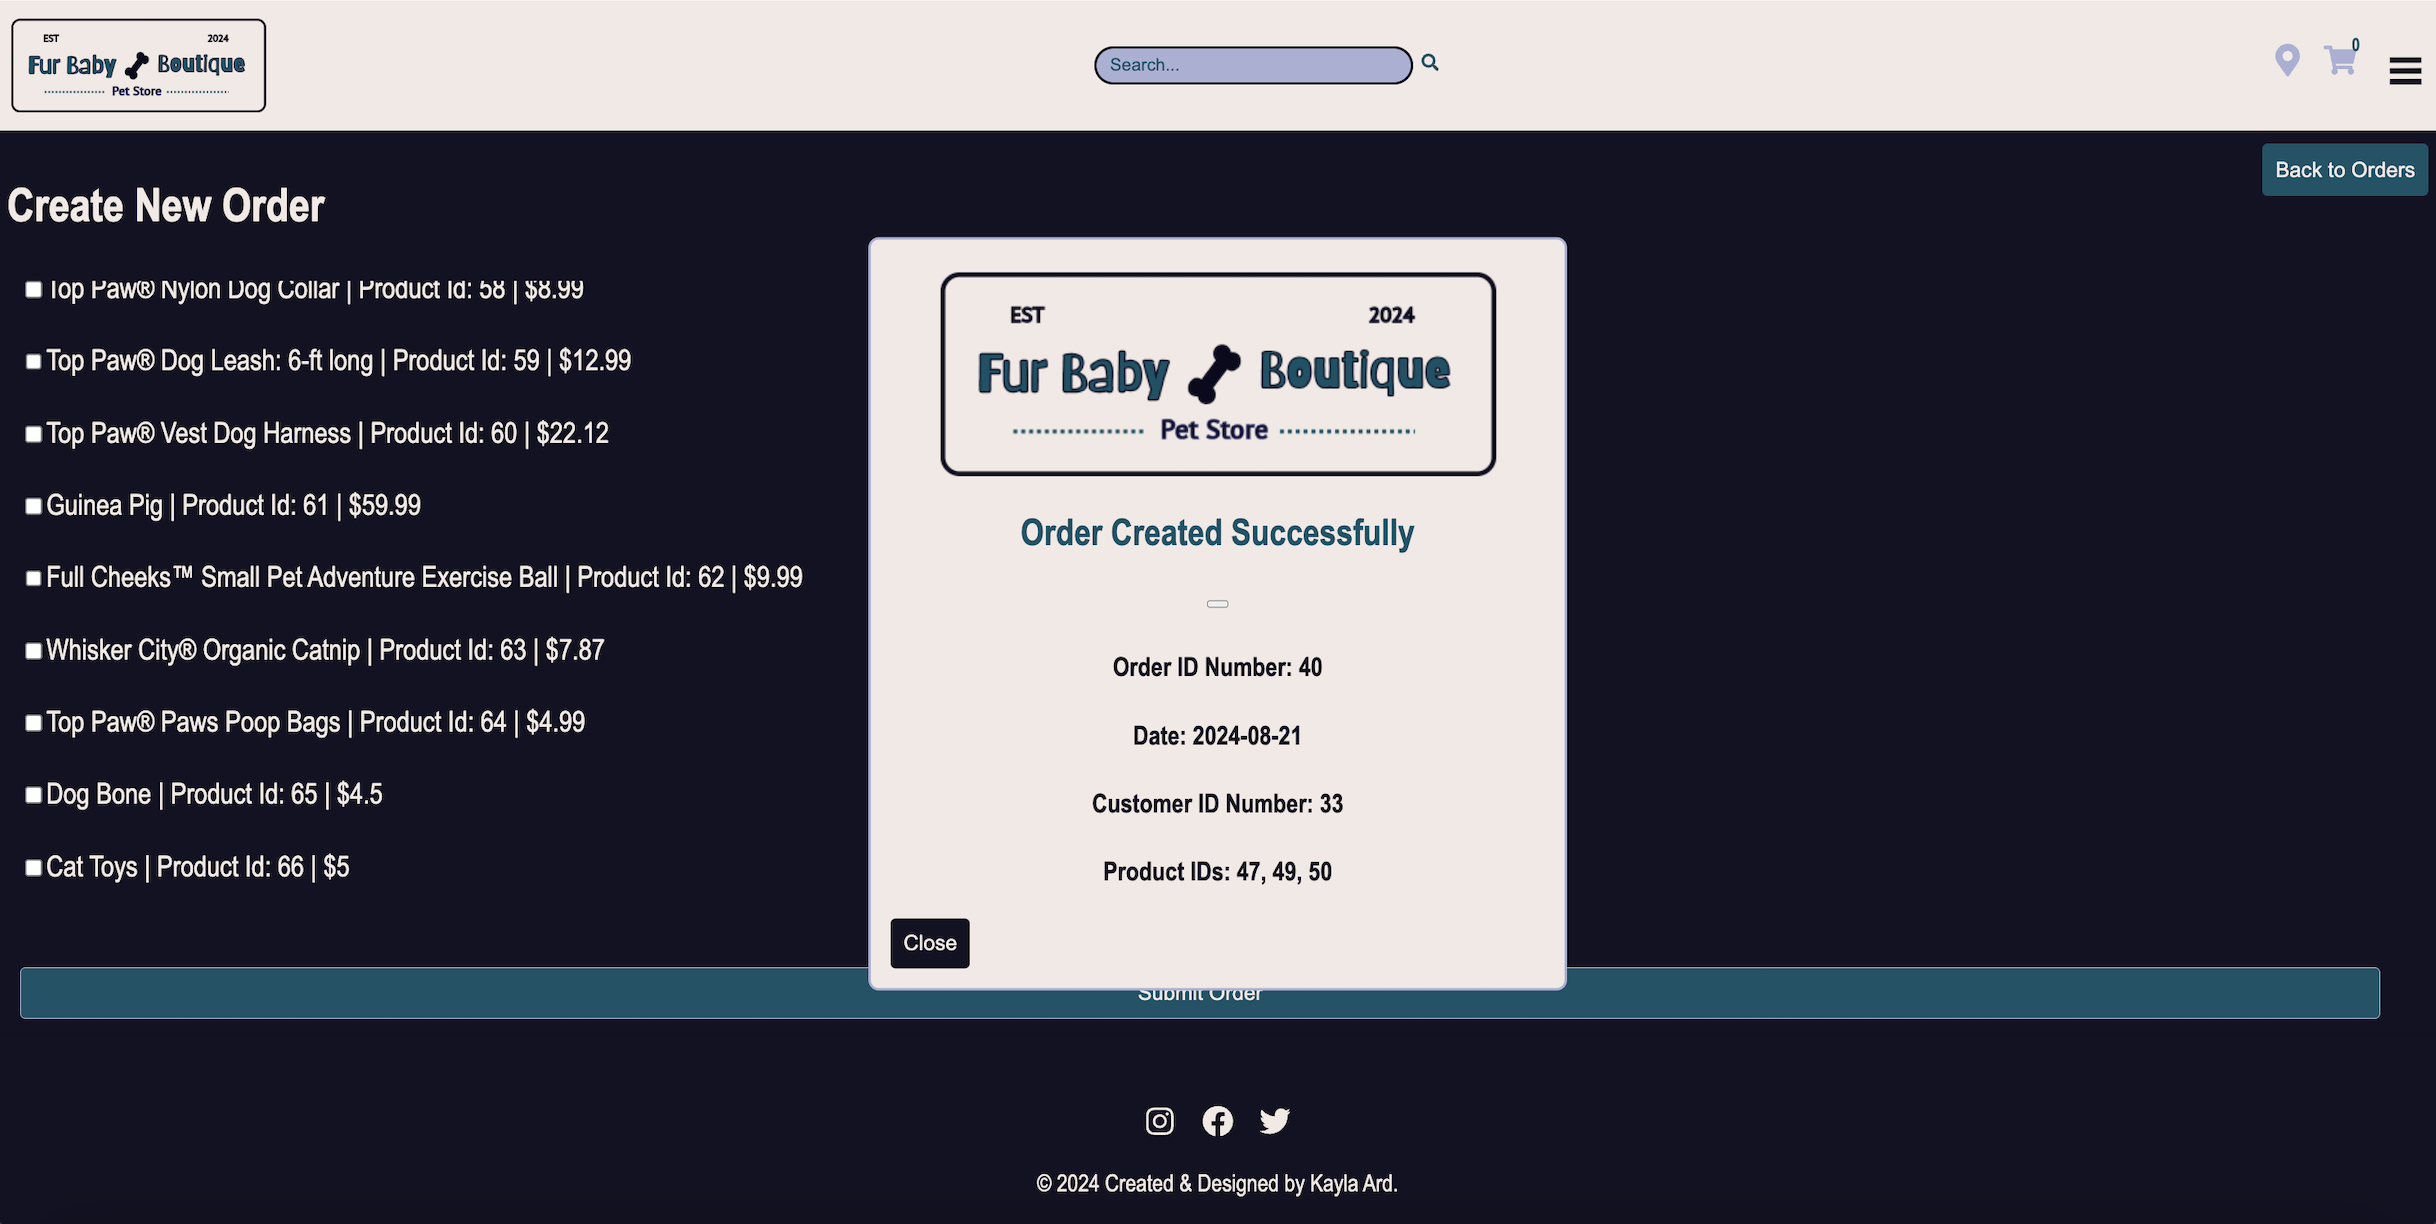 EST 2024
Fur Baby Boutique
Pet Store
Search...
0
Back to Orders
Create New Order
Top Paw® Nylon Dog Collar | Product Id: 58 | $8.99
Top Paw® Dog Leash: 6-ft long | Product Id: 59 | $12.99
Top Paw® Vest Dog Harness | Product Id: 60 | $22.12
Guinea Pig | Product Id: 61 | $59.99
Full Cheeks™ Small Pet Adventure Exercise Ball | Product Id: 62 | $9.99
Whisker City® Organic Catnip | Product Id: 63 | $7.87
Top Paw® Paws Poop Bags | Product Id: 64 | $4.99
Dog Bone | Product Id: 65 | $4.5
Cat Toys | Product Id: 66 | $5
EST 2024
Fur Baby Boutique
Pet Store
Order Created Successfully
Order ID Number: 40
Date: 2024-08-21
Customer ID Number: 33
Product IDs: 47, 49, 50
Close
Submit Order
© 2024 Created & Designed by Kayla Ard.